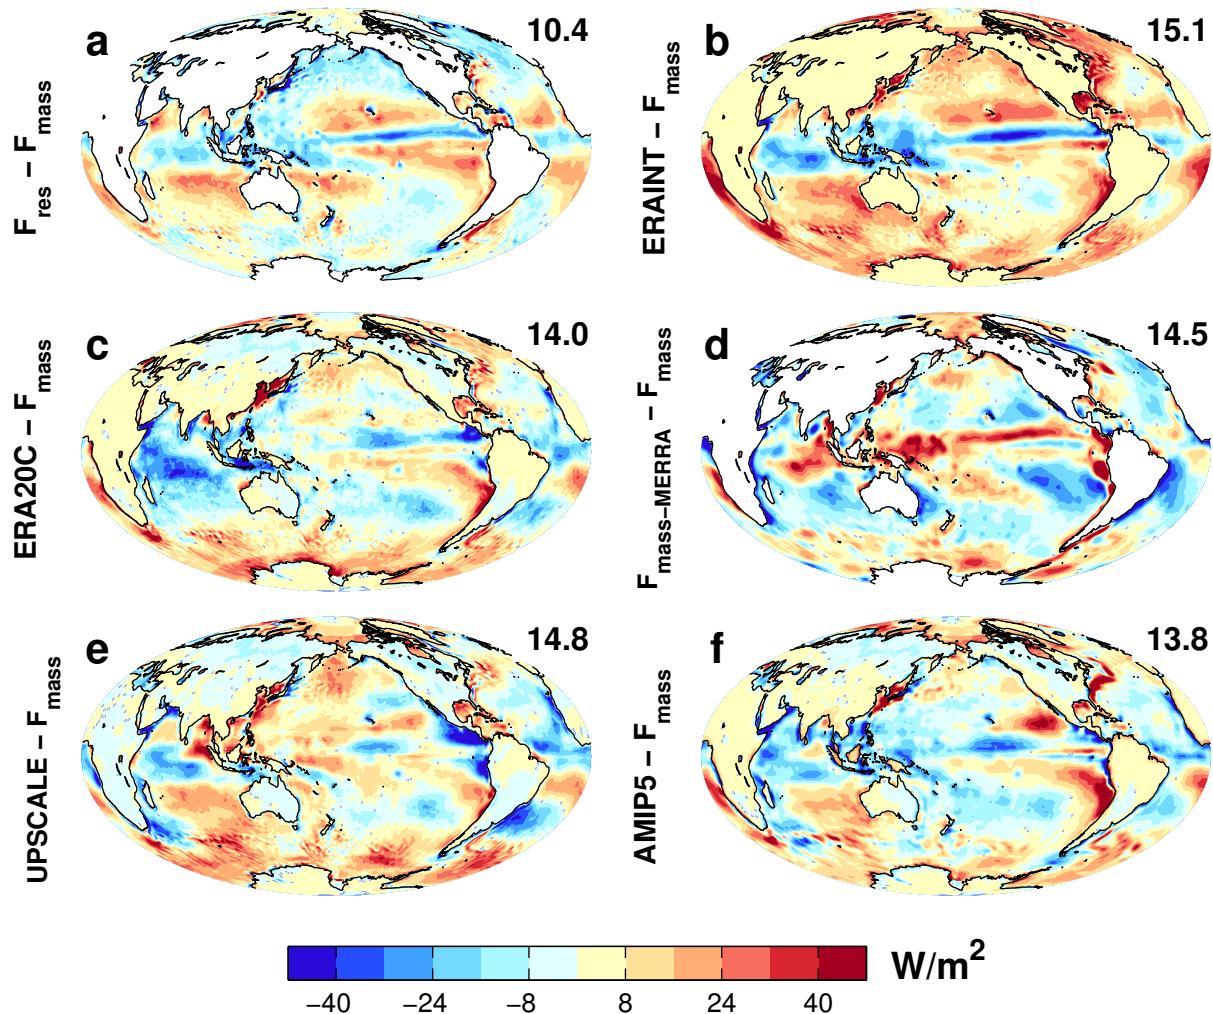 a
10.4
F_res − F_mass
b
15.1
ERAINT − F_mass
c
14.0
ERA20C − F_mass
d
14.5
F_mass−MERRA − F_mass
e
14.8
UPSCALE − F_mass
f
13.8
AMIP5 − F_mass
−40 −24 −8 8 24 40
W/m²